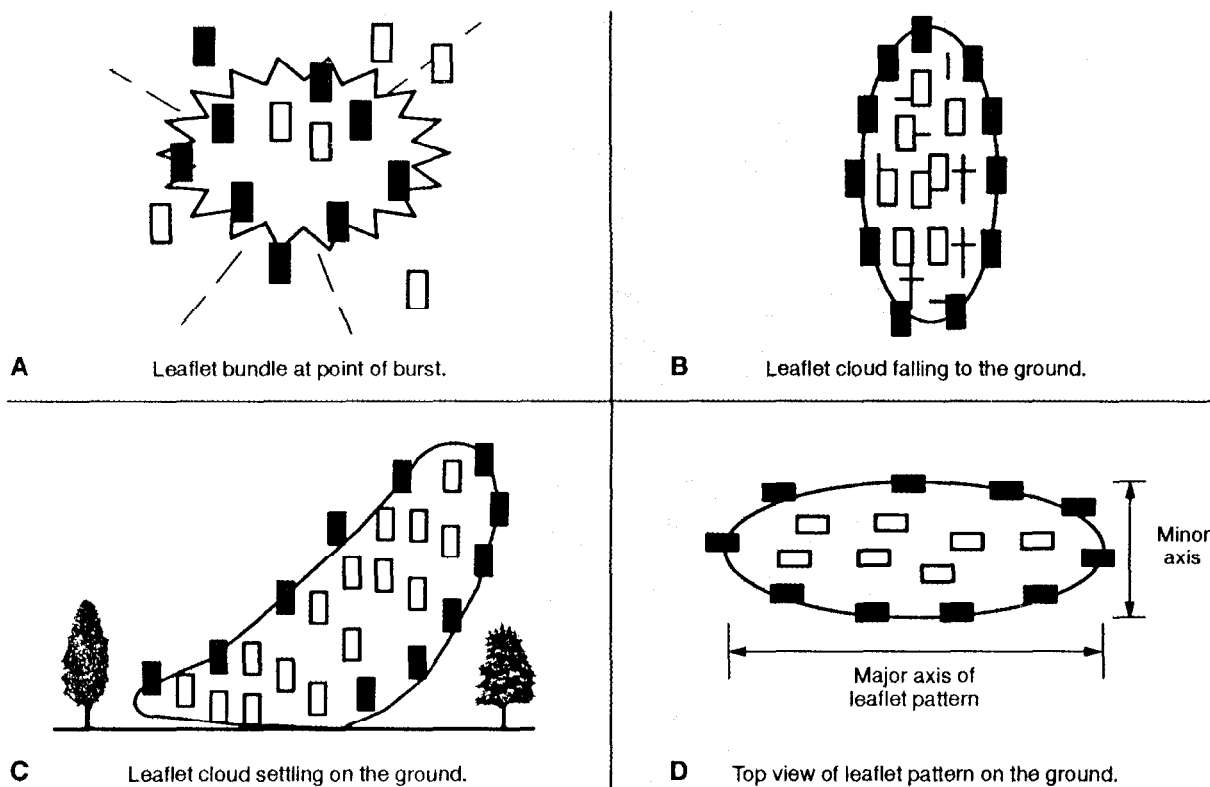 A Leaflet bundle at point of burst.
B Leaflet cloud falling to the ground.
C Leaflet cloud settling on the ground.
Minor
axis
Major axis of
leaflet pattern
D Top view of leaflet pattern on the ground.